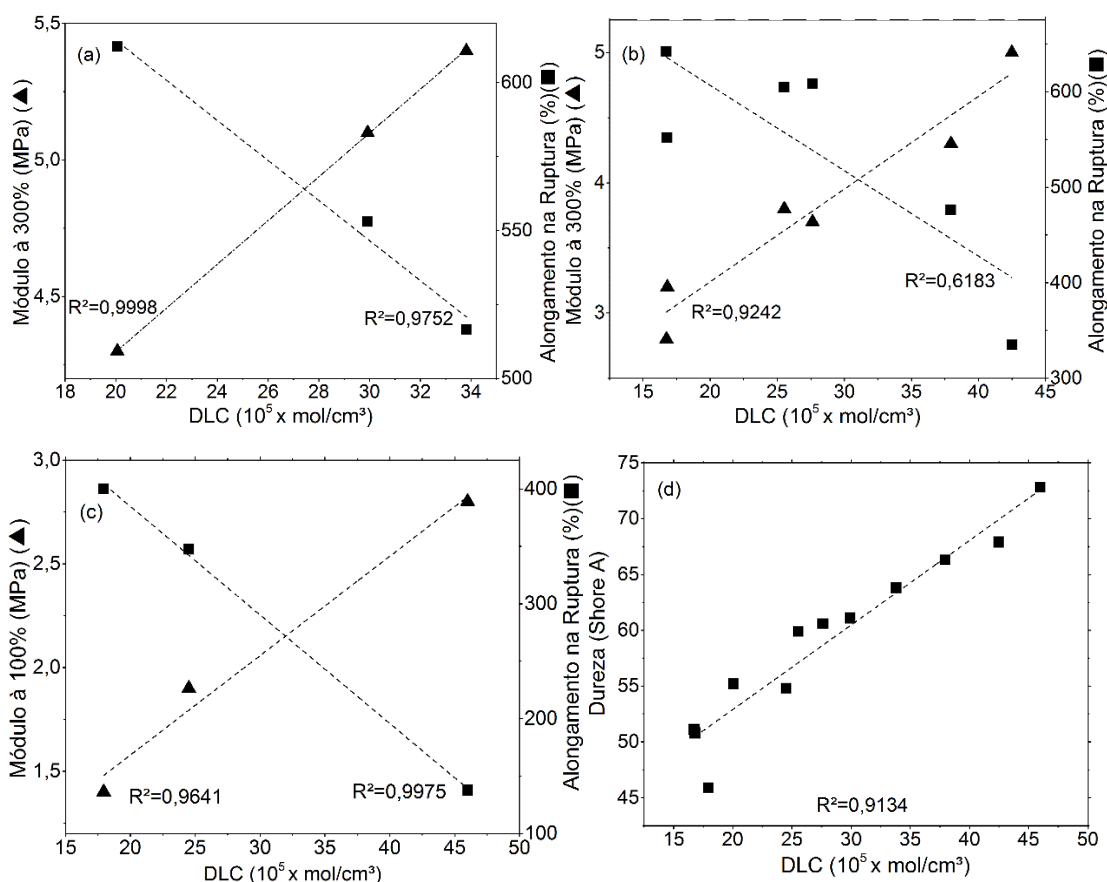 (a)
5,5
5,0
4,5
Módulo à 300% (MPa) (▲)
600
550
500
Alongamento na Ruptura (%)(■)
R²=0,9998
R²=0,9752
18 20 22 24 26 28 30 32 34
DLC (10⁵ x mol/cm³)
(b)
5
4
3
Módulo à 300% (MPa) (▲)
600
500
400
300
Alongamento na Ruptura (%)(■)
R²=0,9242
R²=0,6183
15 20 25 30 35 40 45
DLC (10⁵ x mol/cm³)
(c)
3,0
2,5
2,0
1,5
Módulo à 100% (MPa) (▲)
400
300
200
100
Alongamento na Ruptura (%)(■)
R²=0,9641
R²=0,9975
15 20 25 30 35 40 45 50
DLC (10⁵ x mol/cm³)
(d)
75
70
65
60
55
50
45
Dureza (Shore A)
R²=0,9134
15 20 25 30 35 40 45 50
DLC (10⁵ x mol/cm³)